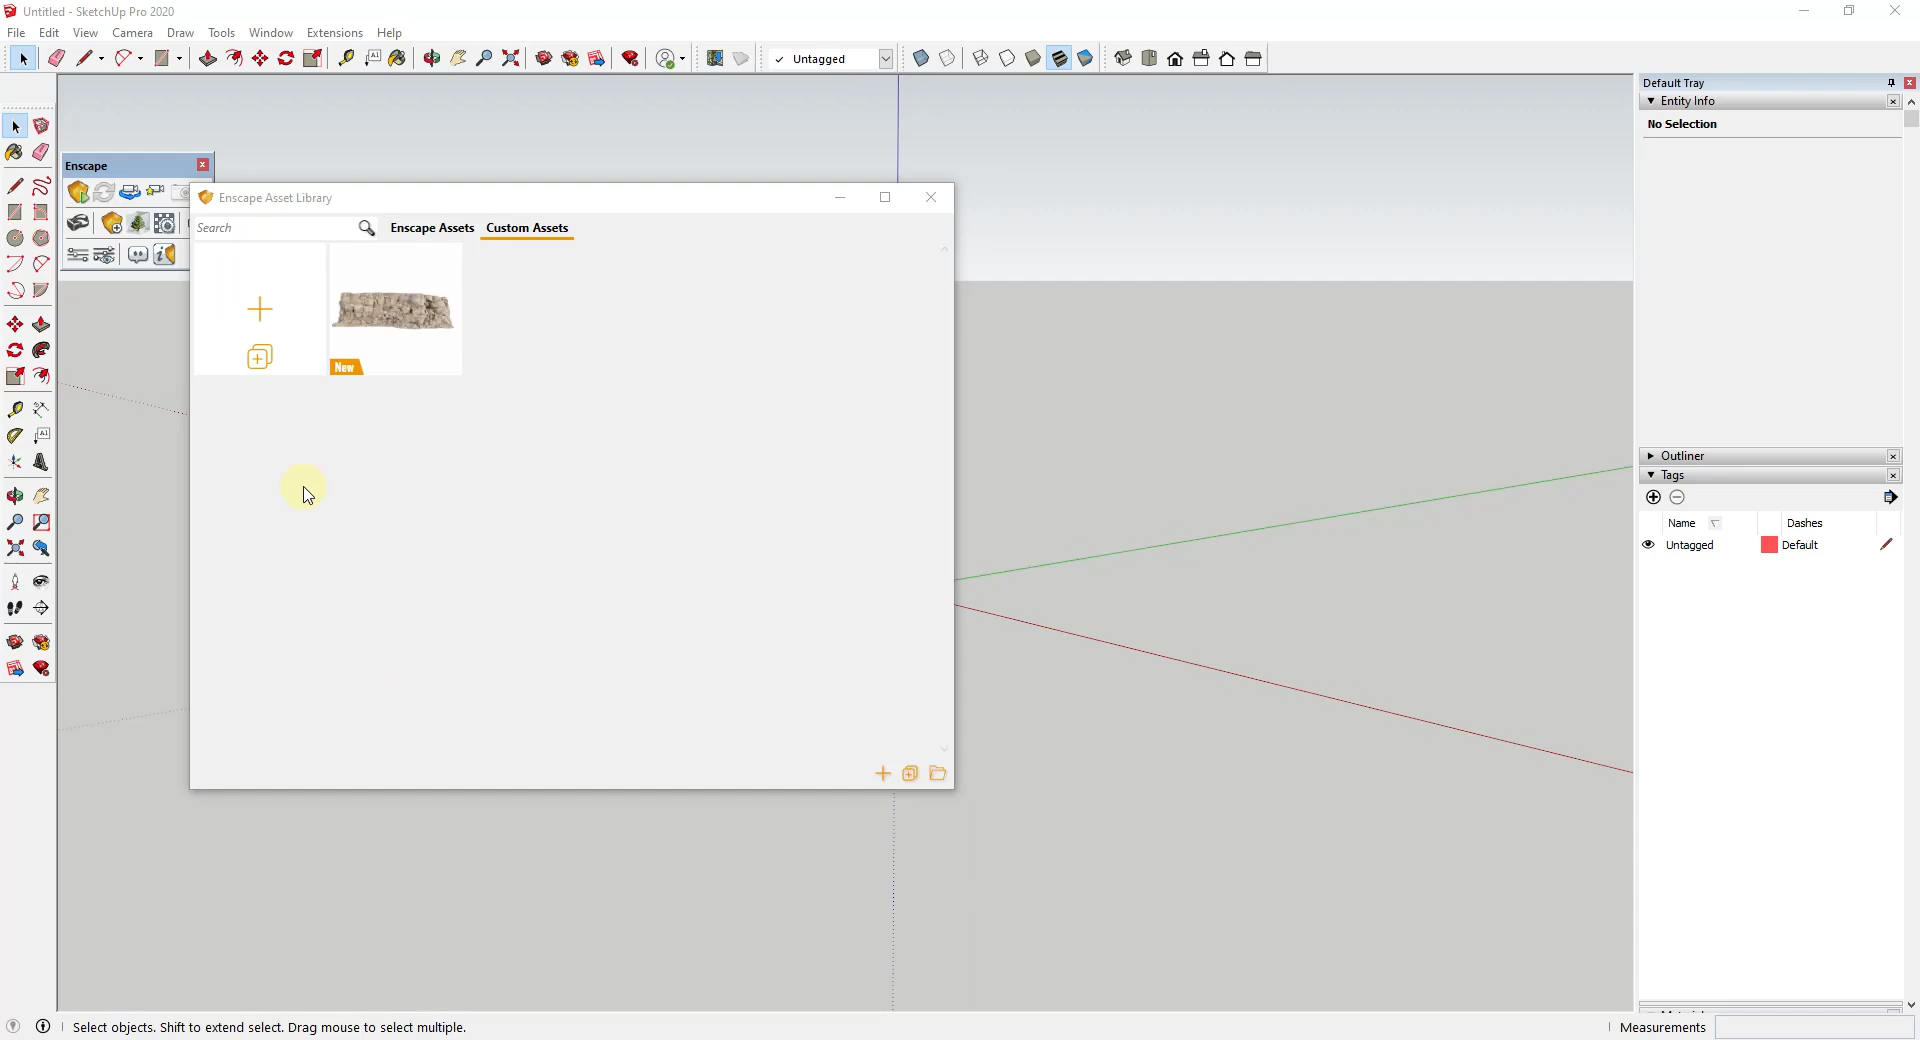 Untitled - SketchUp Pro 2020
File Edit View Camera Draw Tools Window Extensions Help
Untagged
Default Tray
Entity Info
No Selection
Enscape
Enscape Asset Library
Search
Enscape Assets Custom Assets
New
Outliner
Tags
Name Dashes
Untagged Default
Select objects. Shift to extend select. Drag mouse to select multiple.
Measurements